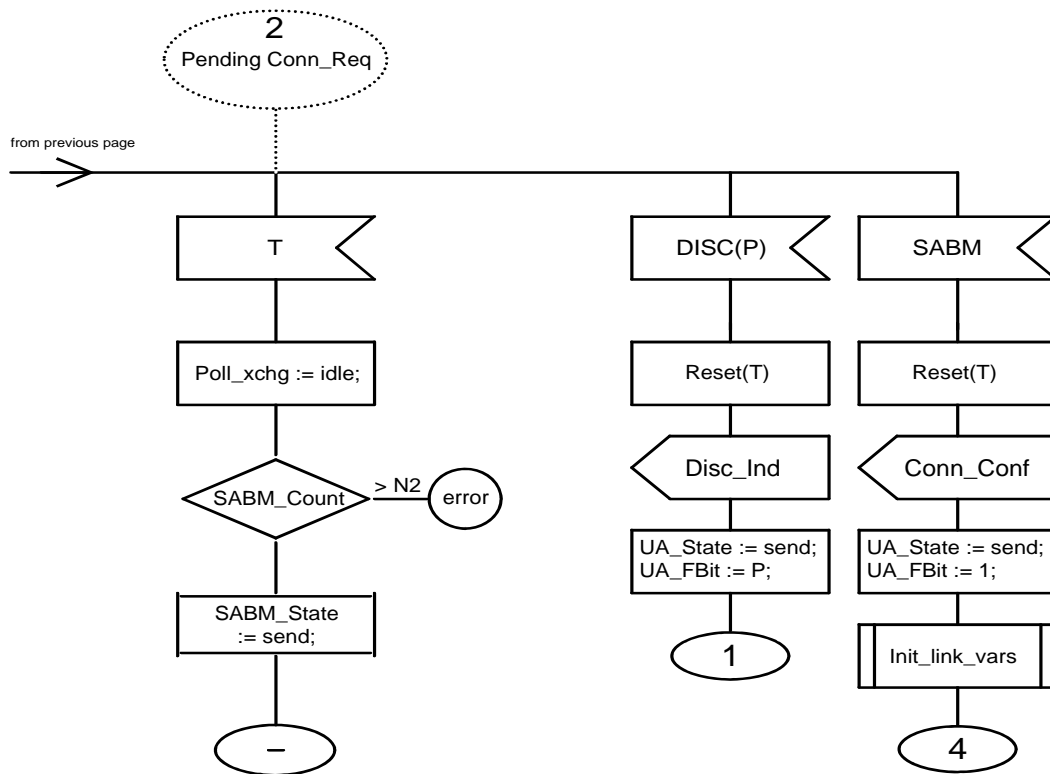 2
Pending Conn_Req
from previous page
T
DISC(P)
SABM
Poll_xchg := idle;
Reset(T)
Reset(T)
SABM_Count
> N2
error
Disc_Ind
Conn_Conf
UA_State := send;
UA_FBit := P;
UA_State := send;
UA_FBit := 1;
SABM_State
:= send;
1
Init_link_vars
–
4